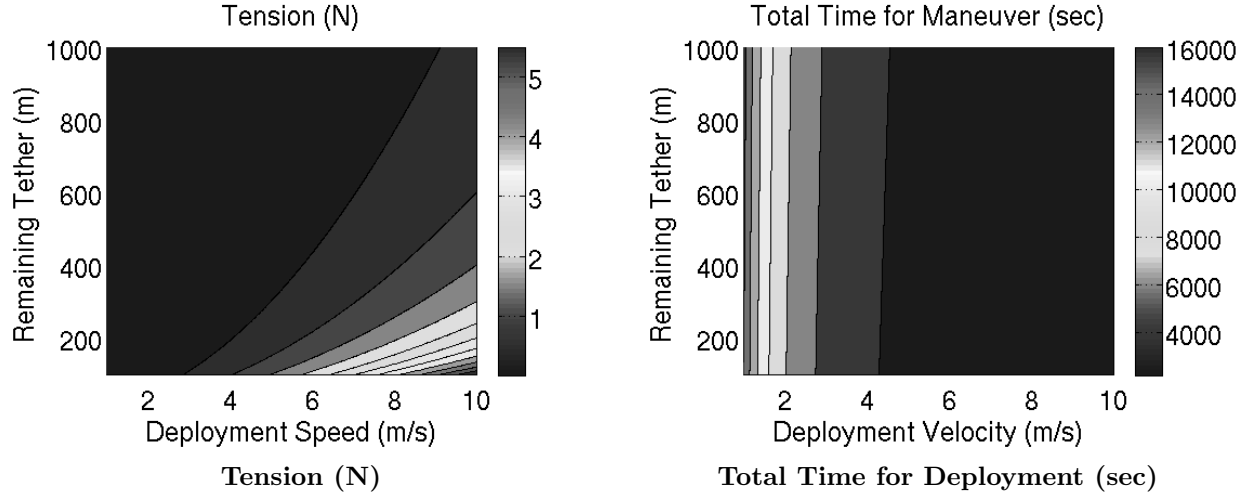 Tension (N)
1000
800
600
400
200
Remaining Tether (m)
2 4 6 8 10
Deployment Speed (m/s)
5
4
3
2
1
Tension (N)
Total Time for Maneuver (sec)
1000
800
600
400
200
Remaining Tether (m)
2 4 6 8 10
Deployment Velocity (m/s)
16000
14000
12000
10000
8000
6000
4000
Total Time for Deployment (sec)